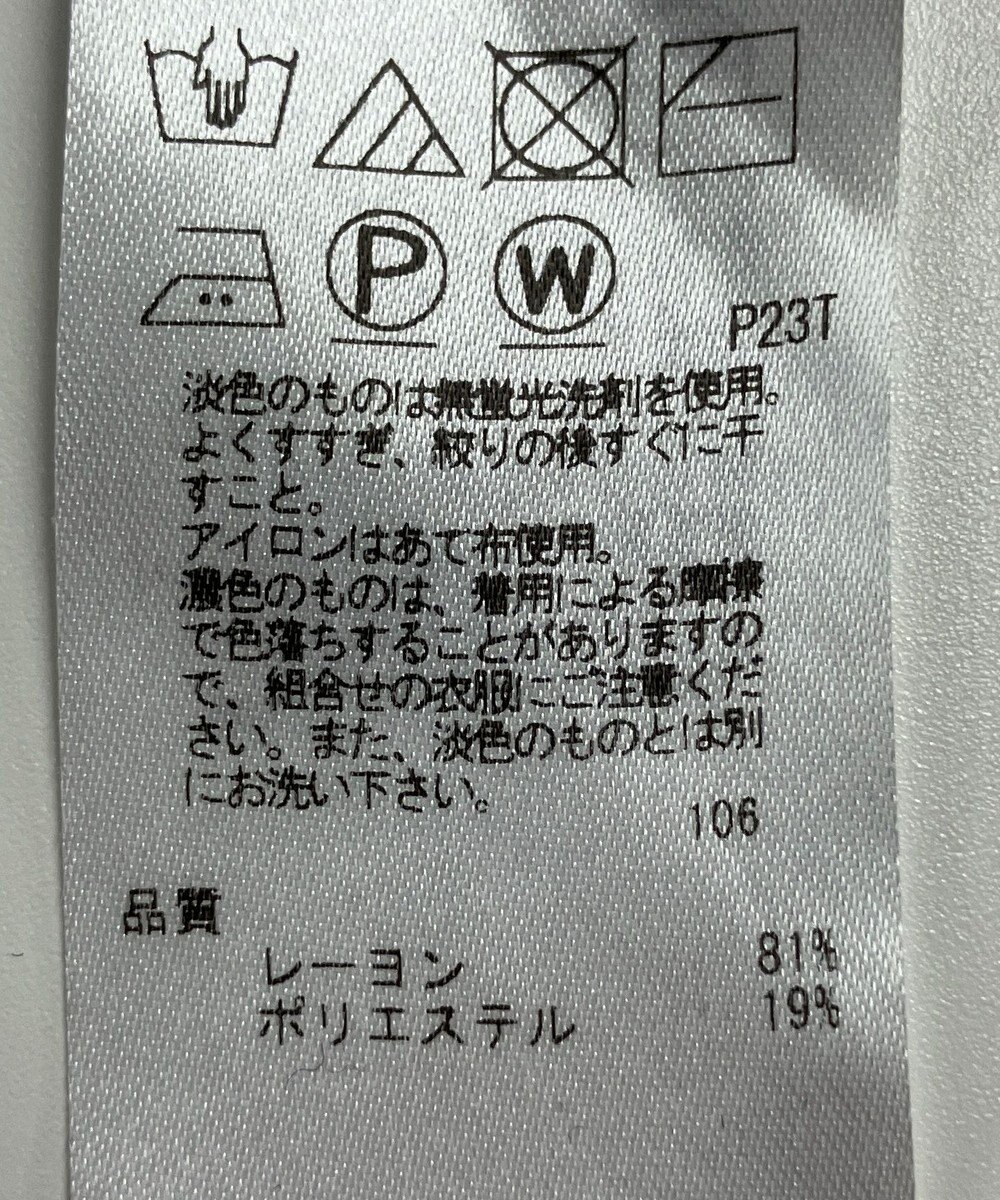 P W
P23T
淡色のものは無蛍光洗剤を使用。
よくすすぎ、絞りの後すぐに干
すこと。
アイロンはあて布使用。
濃色のものは、着用による摩擦
で色落ちすることがありますの
で、組合せの衣服にご注意くだ
さい。また、淡色のものとは別
にお洗い下さい。
106
品質
レーヨン 81%
ポリエステル 19%